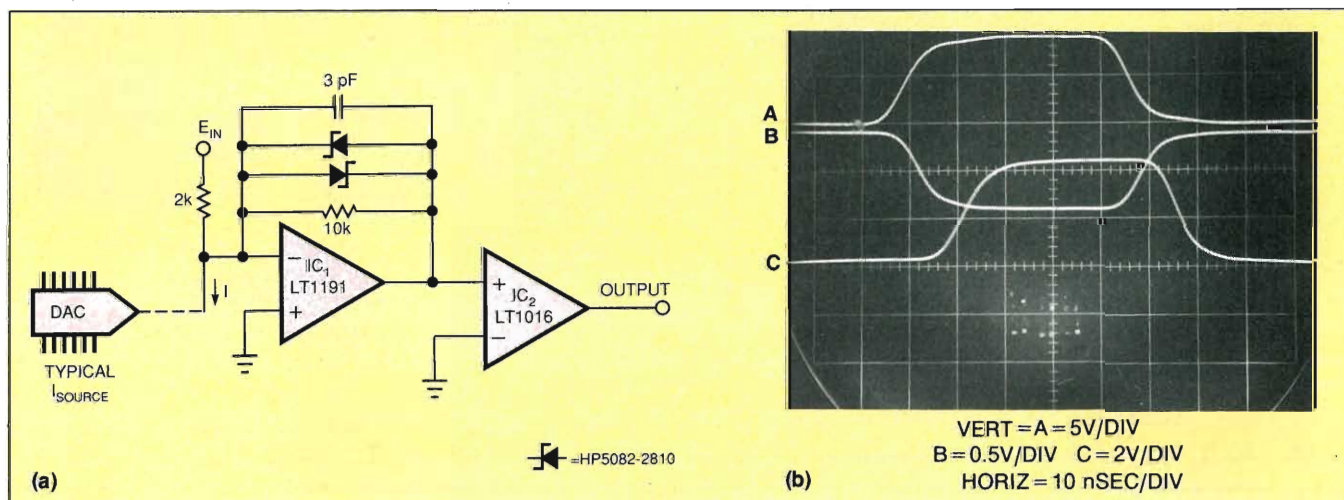 3 pF
E_IN
2k
10k
−
IC₁
LT1191
+
I
DAC
TYPICAL
I_SOURCE
+
IC₂
LT1016
−
OUTPUT
=HP5082-2810
(a)
A
B
C
VERT=A=5V/DIV
B=0.5V/DIV C=2V/DIV
HORIZ=10 nSEC/DIV
(b)